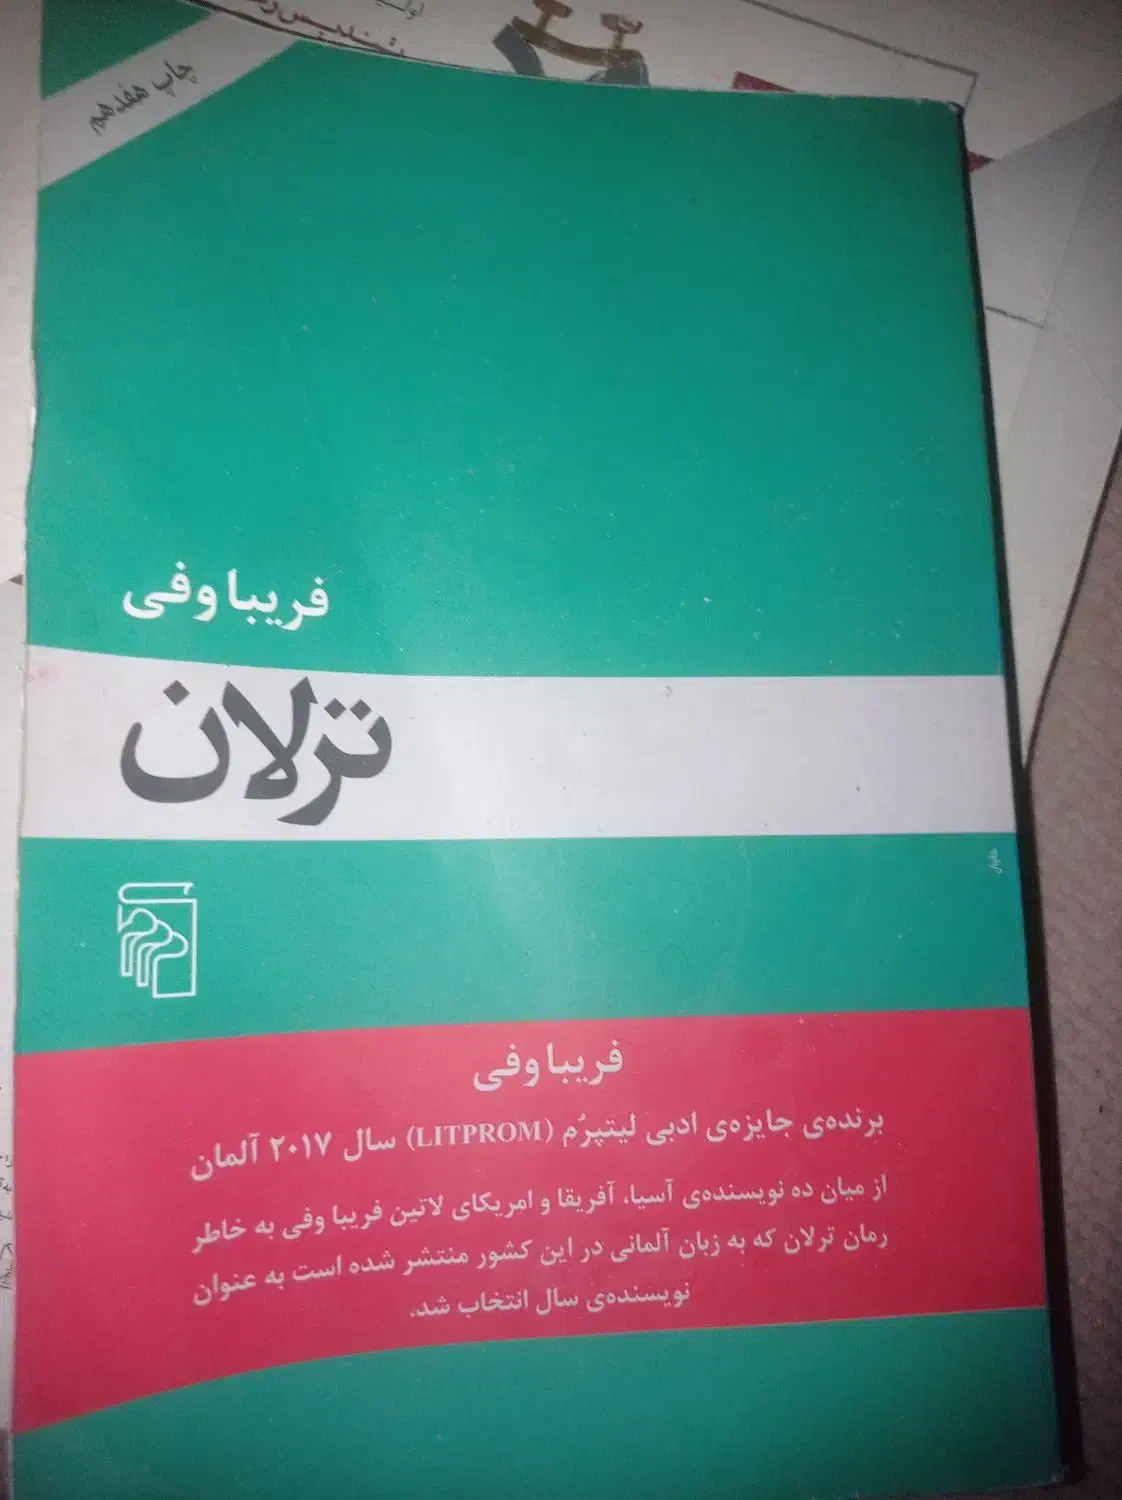 چاپ هفدهم
فریبا وفی
ترلان
فریبا وفی
برنده‌ی جایزه‌ی ادبی لیتپرُم (LITPROM) سال ۲۰۱۷ آلمان
از میان ده نویسنده‌ی آسیا، آفریقا و امریکای لاتین فریبا وفی به خاطر
رمان ترلان که به زبان آلمانی در این کشور منتشر شده است به عنوان
نویسنده‌ی سال انتخاب شد.